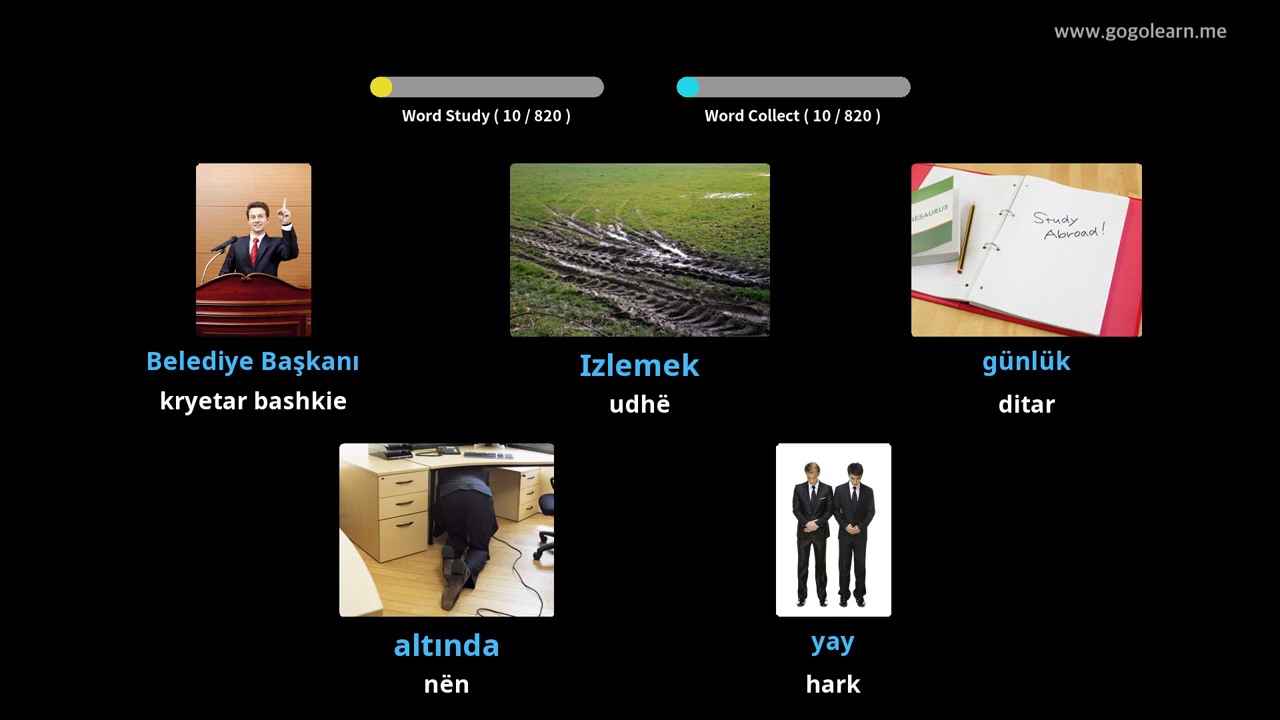 www.gogolearn.me
Word Study ( 10 / 820 )
Word Collect ( 10 / 820 )
ESAURUS
Study
Abroad!
Belediye Başkanı
kryetar bashkie
Izlemek
udhë
günlük
ditar
altında
nën
yay
hark